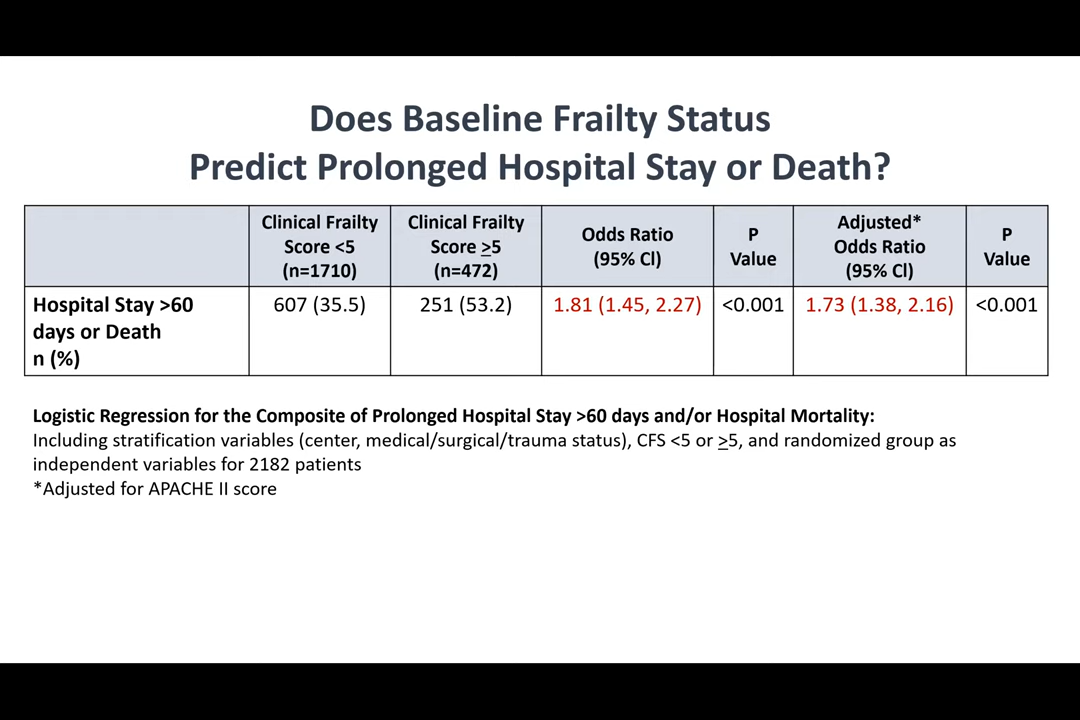 Does Baseline Frailty Status
Predict Prolonged Hospital Stay or Death?
Clinical Frailty
Score <5
(n=1710)
Clinical Frailty
Score ≥5
(n=472)
Odds Ratio
(95% Cl)
P
Value
Adjusted*
Odds Ratio
(95% Cl)
P
Value
Hospital Stay >60
days or Death
n (%)
607 (35.5)
251 (53.2)
1.81 (1.45, 2.27)
<0.001
1.73 (1.38, 2.16)
<0.001
Logistic Regression for the Composite of Prolonged Hospital Stay >60 days and/or Hospital Mortality:
Including stratification variables (center, medical/surgical/trauma status), CFS <5 or ≥5, and randomized group as
independent variables for 2182 patients
*Adjusted for APACHE II score